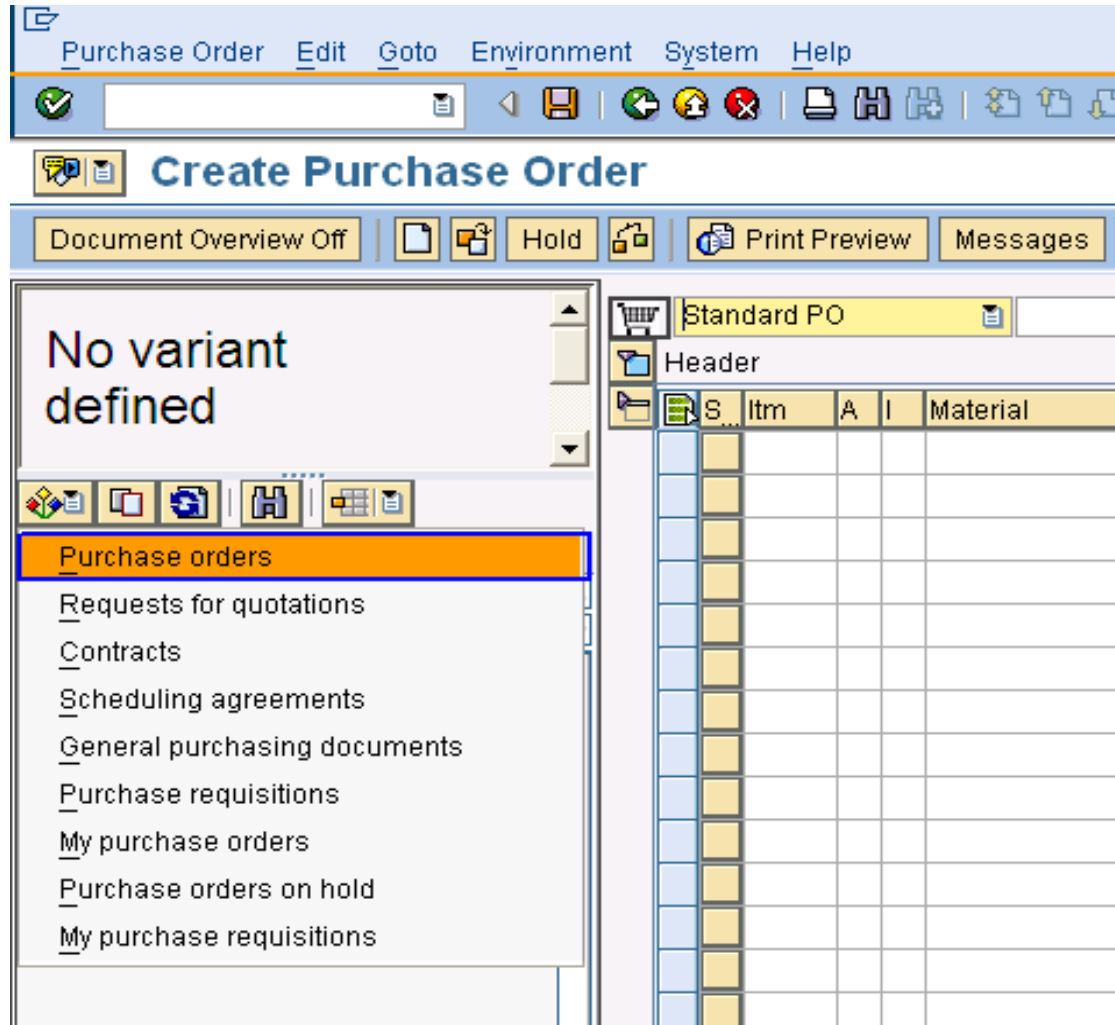 Purchase Order Edit Goto Environment System Help
Create Purchase Order
Document Overview Off Hold Print Preview Messages
No variant
defined
Standard PO
Header
S... Itm A I Material
Purchase orders
Requests for quotations
Contracts
Scheduling agreements
General purchasing documents
Purchase requisitions
My purchase orders
Purchase orders on hold
My purchase requisitions